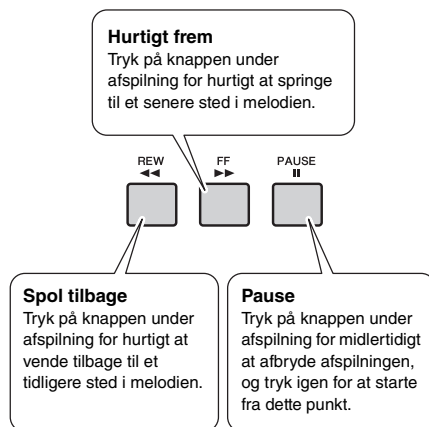 Hurtigt frem
Tryk på knappen under
afspilning for hurtigt at springe
til et senere sted i melodien.
REW
FF
PAUSE
Spol tilbage
Tryk på knappen under
afspilning for hurtigt at
vende tilbage til et
tidligere sted i melodien.
Pause
Tryk på knappen under
afspilning for midlertidigt
at afbryde afspilningen,
og tryk igen for at starte
fra dette punkt.